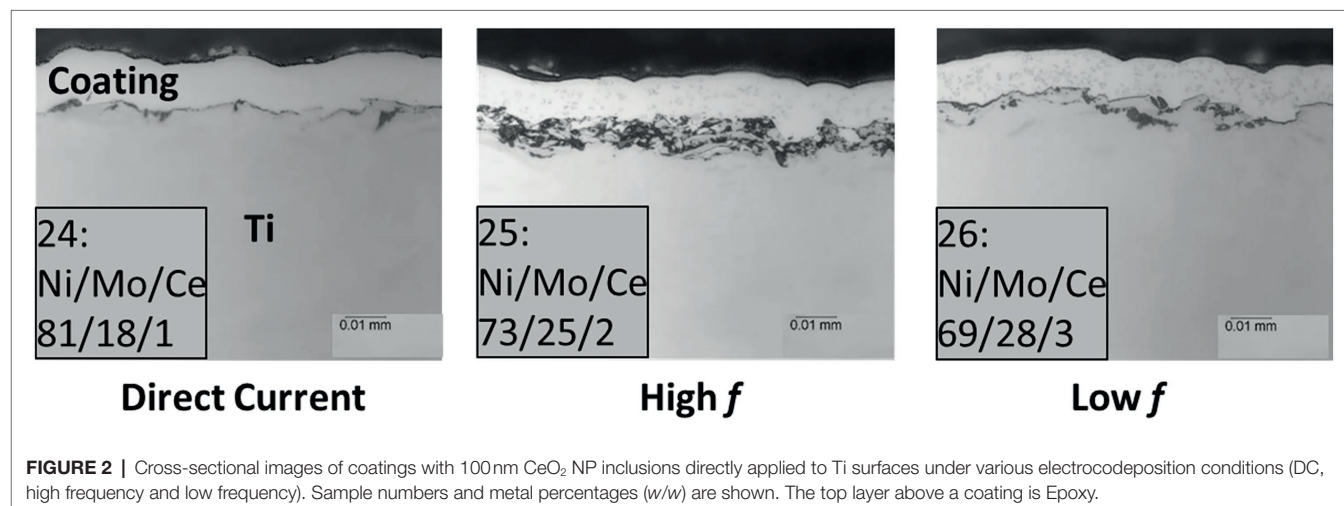 Coating
Ti
24:
Ni/Mo/Ce
81/18/1
0.01 mm
Direct Current
25:
Ni/Mo/Ce
73/25/2
0.01 mm
High f
26:
Ni/Mo/Ce
69/28/3
0.01 mm
Low f
FIGURE 2 | Cross-sectional images of coatings with 100 nm CeO₂ NP inclusions directly applied to Ti surfaces under various electrocodeposition conditions (DC,
high frequency and low frequency). Sample numbers and metal percentages (w/w) are shown. The top layer above a coating is Epoxy.